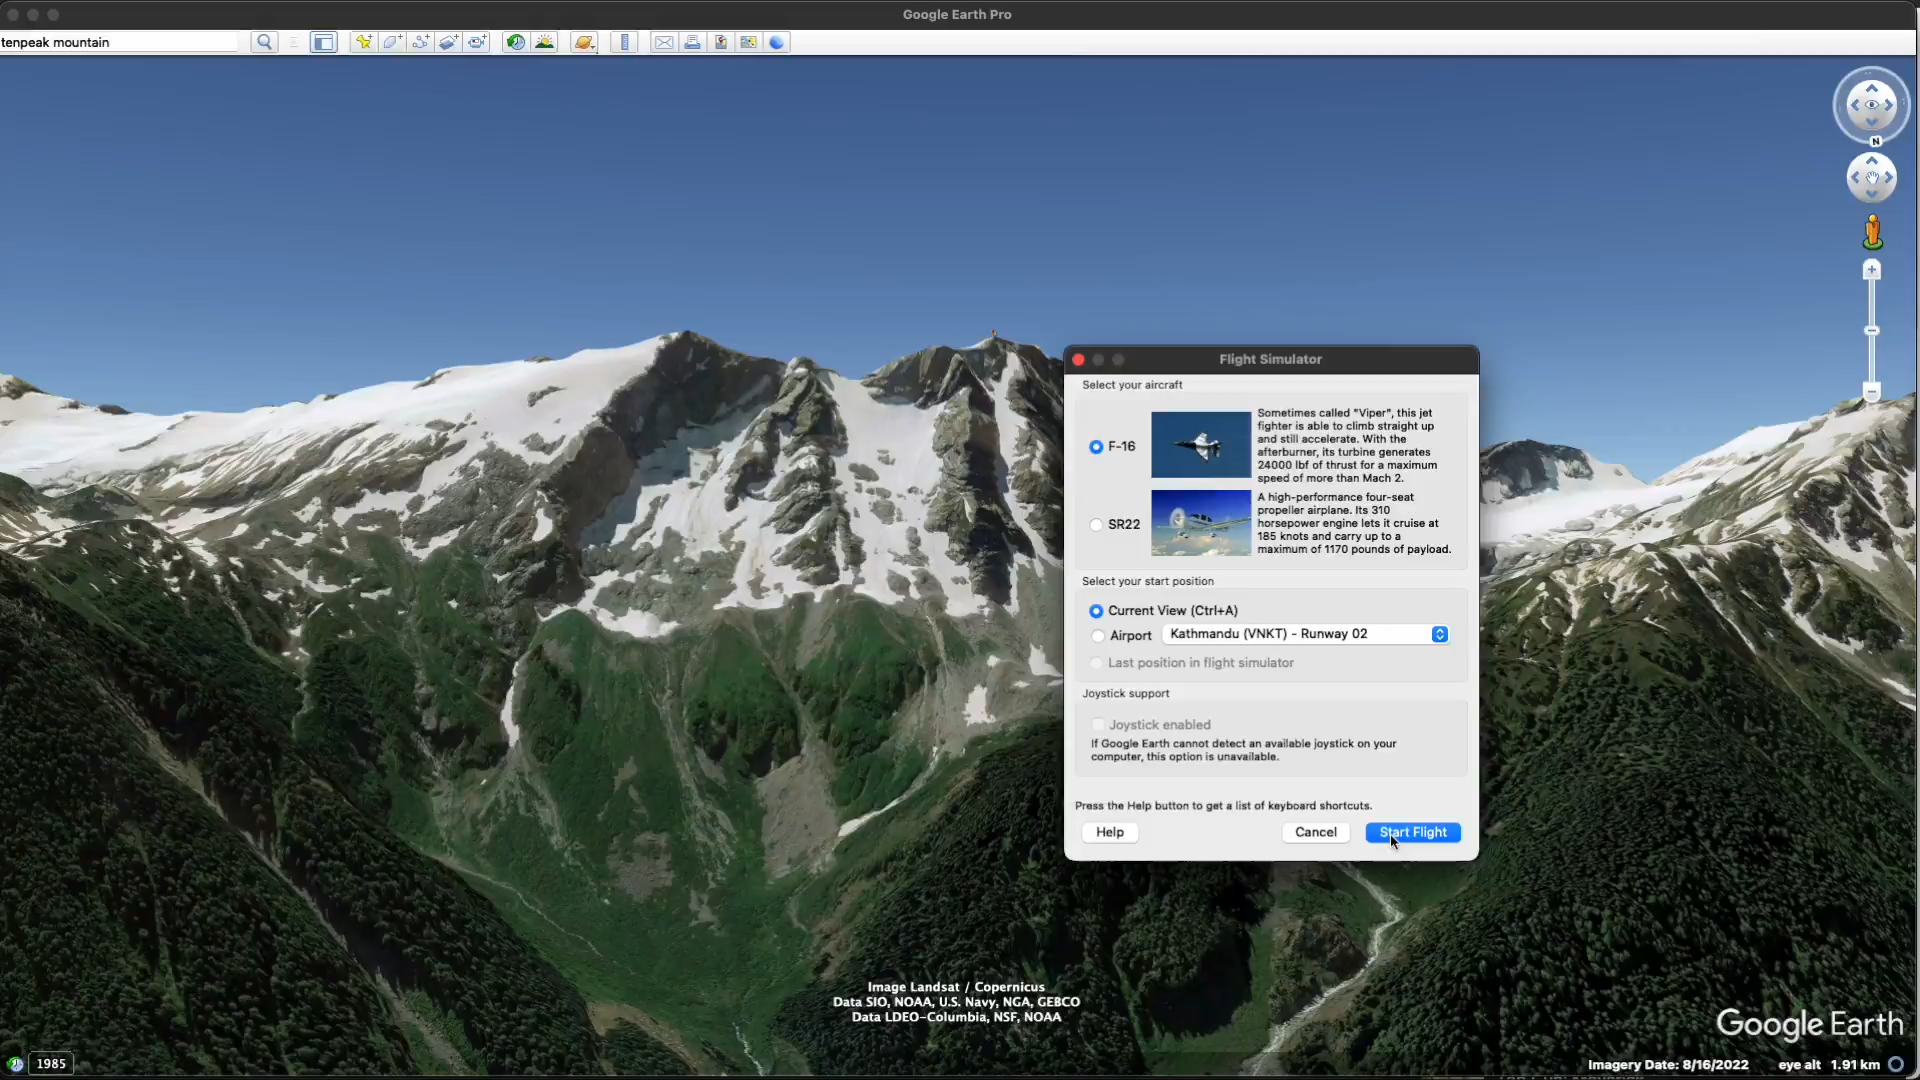 Google Earth Pro
tenpeak mountain
N
Flight Simulator
Select your aircraft
F-16
Sometimes called "Viper", this jet
fighter is able to climb straight up
and still accelerate. With the
afterburner, its turbine generates
24000 lbf of thrust for a maximum
speed of more than Mach 2.
SR22
A high-performance four-seat
propeller airplane. Its 310
horsepower engine lets it cruise at
185 knots and carry up to a
maximum of 1170 pounds of payload.
Select your start position
Current View (Ctrl+A)
Airport
Kathmandu (VNKT) - Runway 02
Last position in flight simulator
Joystick support
Joystick enabled
If Google Earth cannot detect an available joystick on your
computer, this option is unavailable.
Press the Help button to get a list of keyboard shortcuts.
Help
Cancel
Start Flight
Image Landsat / Copernicus
Data SIO, NOAA, U.S. Navy, NGA, GEBCO
Data LDEO-Columbia, NSF, NOAA
Google Earth
1985
Imagery Date: 8/16/2022
eye alt 1.91 km